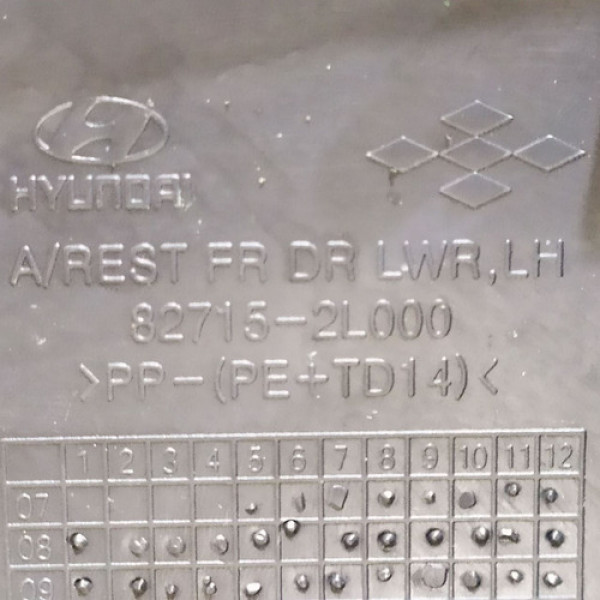 HYUNDAI
A/REST FR DR LWR,LH
82715-2L000
>PP-(PE+TD14)<
1 2 3 4 5 6 7 8 9 10 11 12
07
08
09